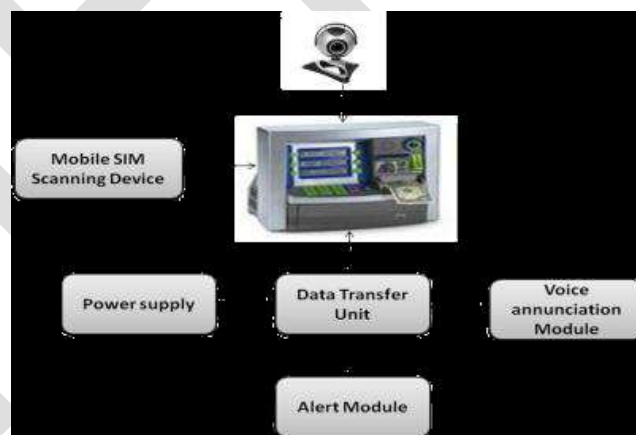 Mobile SIM
Scanning Device
Power supply
Data Transfer
Unit
Voice
annunciation
Module
Alert Module